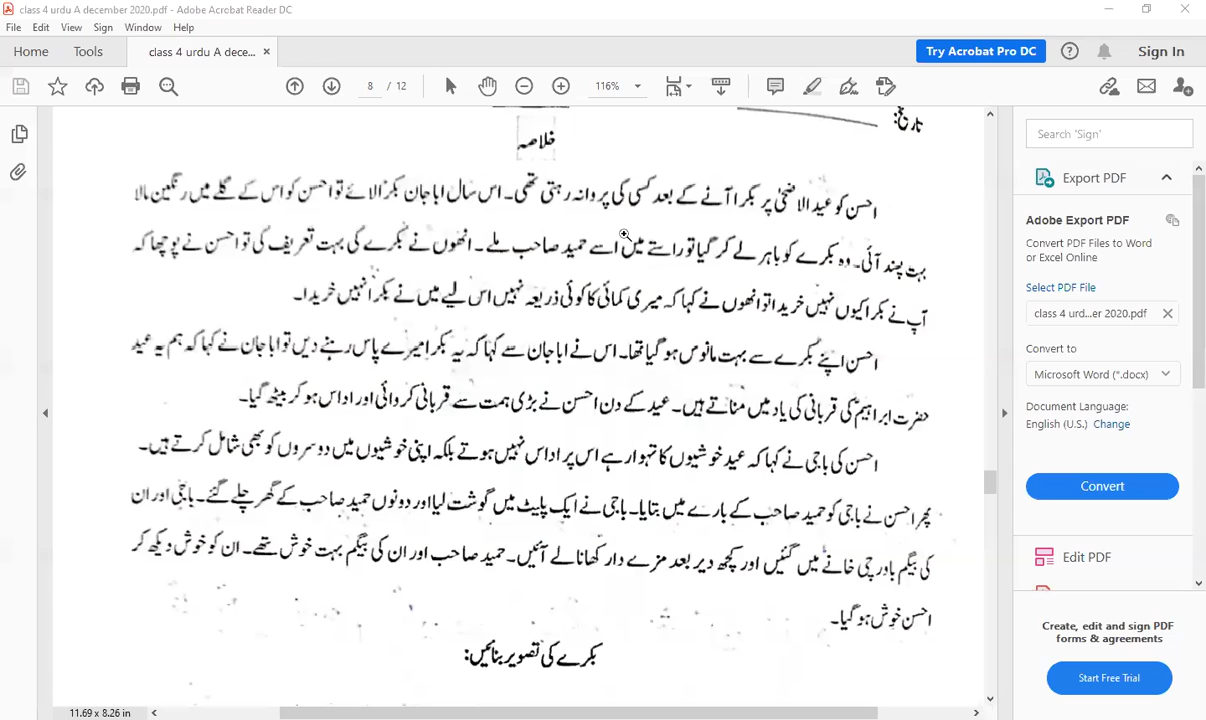 class 4 urdu A december 2020.pdf - Adobe Acrobat Reader DC
File Edit View Sign Window Help
Home Tools class 4 urdu A dece... × Try Acrobat Pro DC Sign In
8 / 12 116%
تاریخ:
خلاصہ
احسن کو عید الاضحیٰ پر بکرا آنے کے بعد کسی کی پروا نہ رہتی تھی۔ اس سال ابا جان بکرا لائے تو احسن کو اس کے گلے میں رنگین مالا
بہت پسند آئی۔ وہ بکرے کو باہر لے کر گیا تو راستے میں اسے حمید صاحب ملے۔ انھوں نے بکرے کی بہت تعریف کی تو احسن نے پوچھا کہ
آپ نے بکرا کیوں نہیں خریدا تو انھوں نے کہا کہ میری کمائی کا کوئی ذریعہ نہیں اس لیے میں نے بکرا نہیں خریدا۔
احسن اپنے بکرے سے بہت مانوس ہو گیا تھا۔ اس نے ابا جان سے کہا کہ یہ بکرا میرے پاس رہنے دیں تو ابا جان نے کہا کہ ہم یہ عید
حضرت ابراہیمؑ کی قربانی کی یاد میں مناتے ہیں۔ عید کے دن احسن نے بڑی ہمت سے قربانی کروائی اور اداس ہو کر بیٹھ گیا۔
احسن کی باجی نے کہا کہ عید خوشیوں کا تہوار ہے اس پر اداس نہیں ہوتے بلکہ اپنی خوشیوں میں دوسروں کو بھی شامل کرتے ہیں۔
پھر احسن نے باجی کو حمید صاحب کے بارے میں بتایا۔ باجی نے ایک پلیٹ میں گوشت لیا اور دونوں حمید صاحب کے گھر چلے گئے۔ باجی اور ان
کی بیگم باورچی خانے میں گئیں اور کچھ دیر بعد مزے دار کھانا لے آئیں۔ حمید صاحب اور ان کی بیگم بہت خوش تھے۔ ان کو خوش دیکھ کر
احسن خوش ہو گیا۔
بکرے کی تصویر بنائیں:
11.69 x 8.26 in
Search 'Sign'
Export PDF
Adobe Export PDF
Convert PDF Files to Word
or Excel Online
Select PDF File
class 4 urd...er 2020.pdf ×
Convert to
Microsoft Word (*.docx)
Document Language:
English (U.S.) Change
Convert
Edit PDF
Create, edit and sign PDF
forms & agreements
Start Free Trial